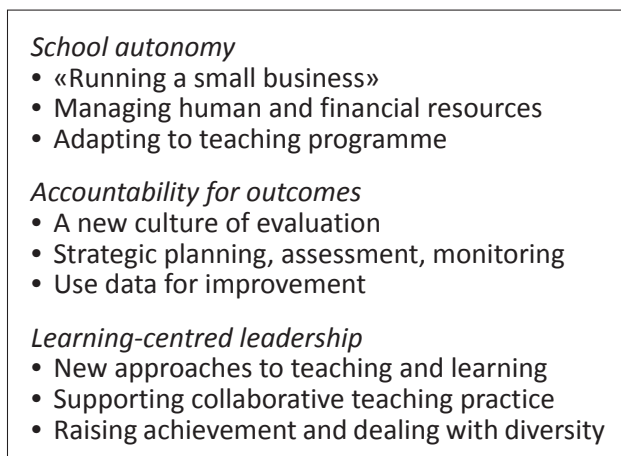 School autonomy
• «Running a small business»
• Managing human and financial resources
• Adapting to teaching programme
Accountability for outcomes
• A new culture of evaluation
• Strategic planning, assessment, monitoring
• Use data for improvement
Learning-centred leadership
• New approaches to teaching and learning
• Supporting collaborative teaching practice
• Raising achievement and dealing with diversity